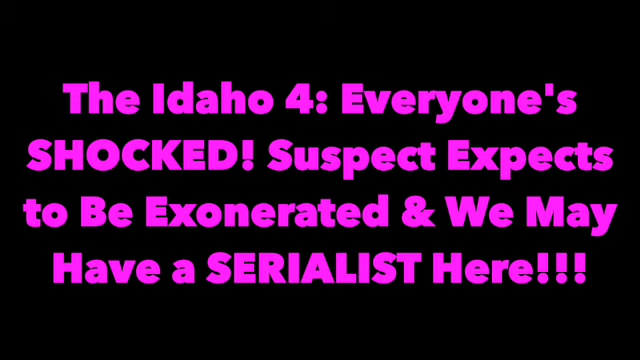 The Idaho 4: Everyone's
SHOCKED! Suspect Expects
to Be Exonerated & We May
Have a SERIALIST Here!!!